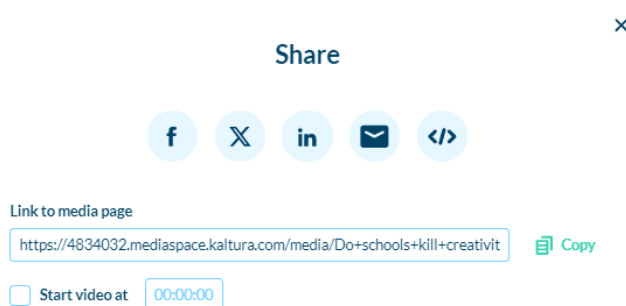 Share
Link to media page
https://4834032.mediaspace.kaltura.com/media/Do+schools+kill+creativit
Copy
Start video at 00:00:00